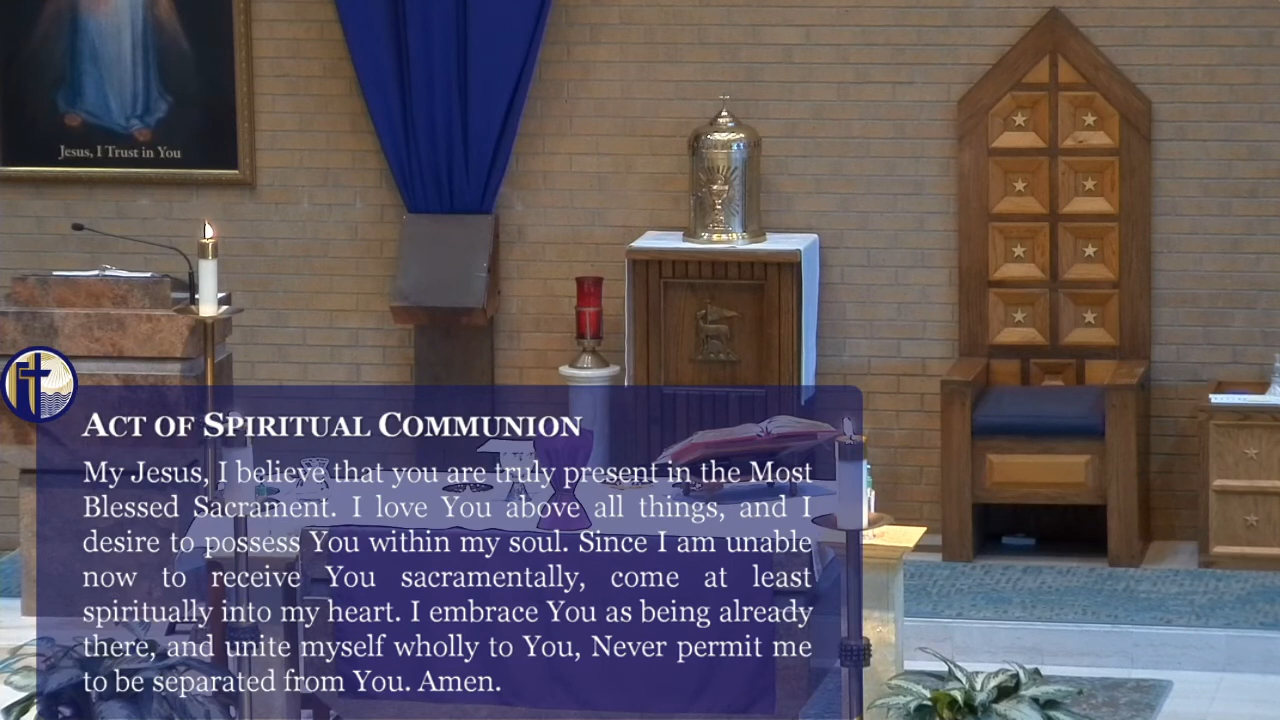 Jesus, I Trust in You
ACT OF SPIRITUAL COMMUNION
My Jesus, I believe that you are truly present in the Most
Blessed Sacrament. I love You above all things, and I
desire to possess You within my soul. Since I am unable
now to receive You sacramentally, come at least
spiritually into my heart. I embrace You as being already
there, and unite myself wholly to You, Never permit me
to be separated from You. Amen.